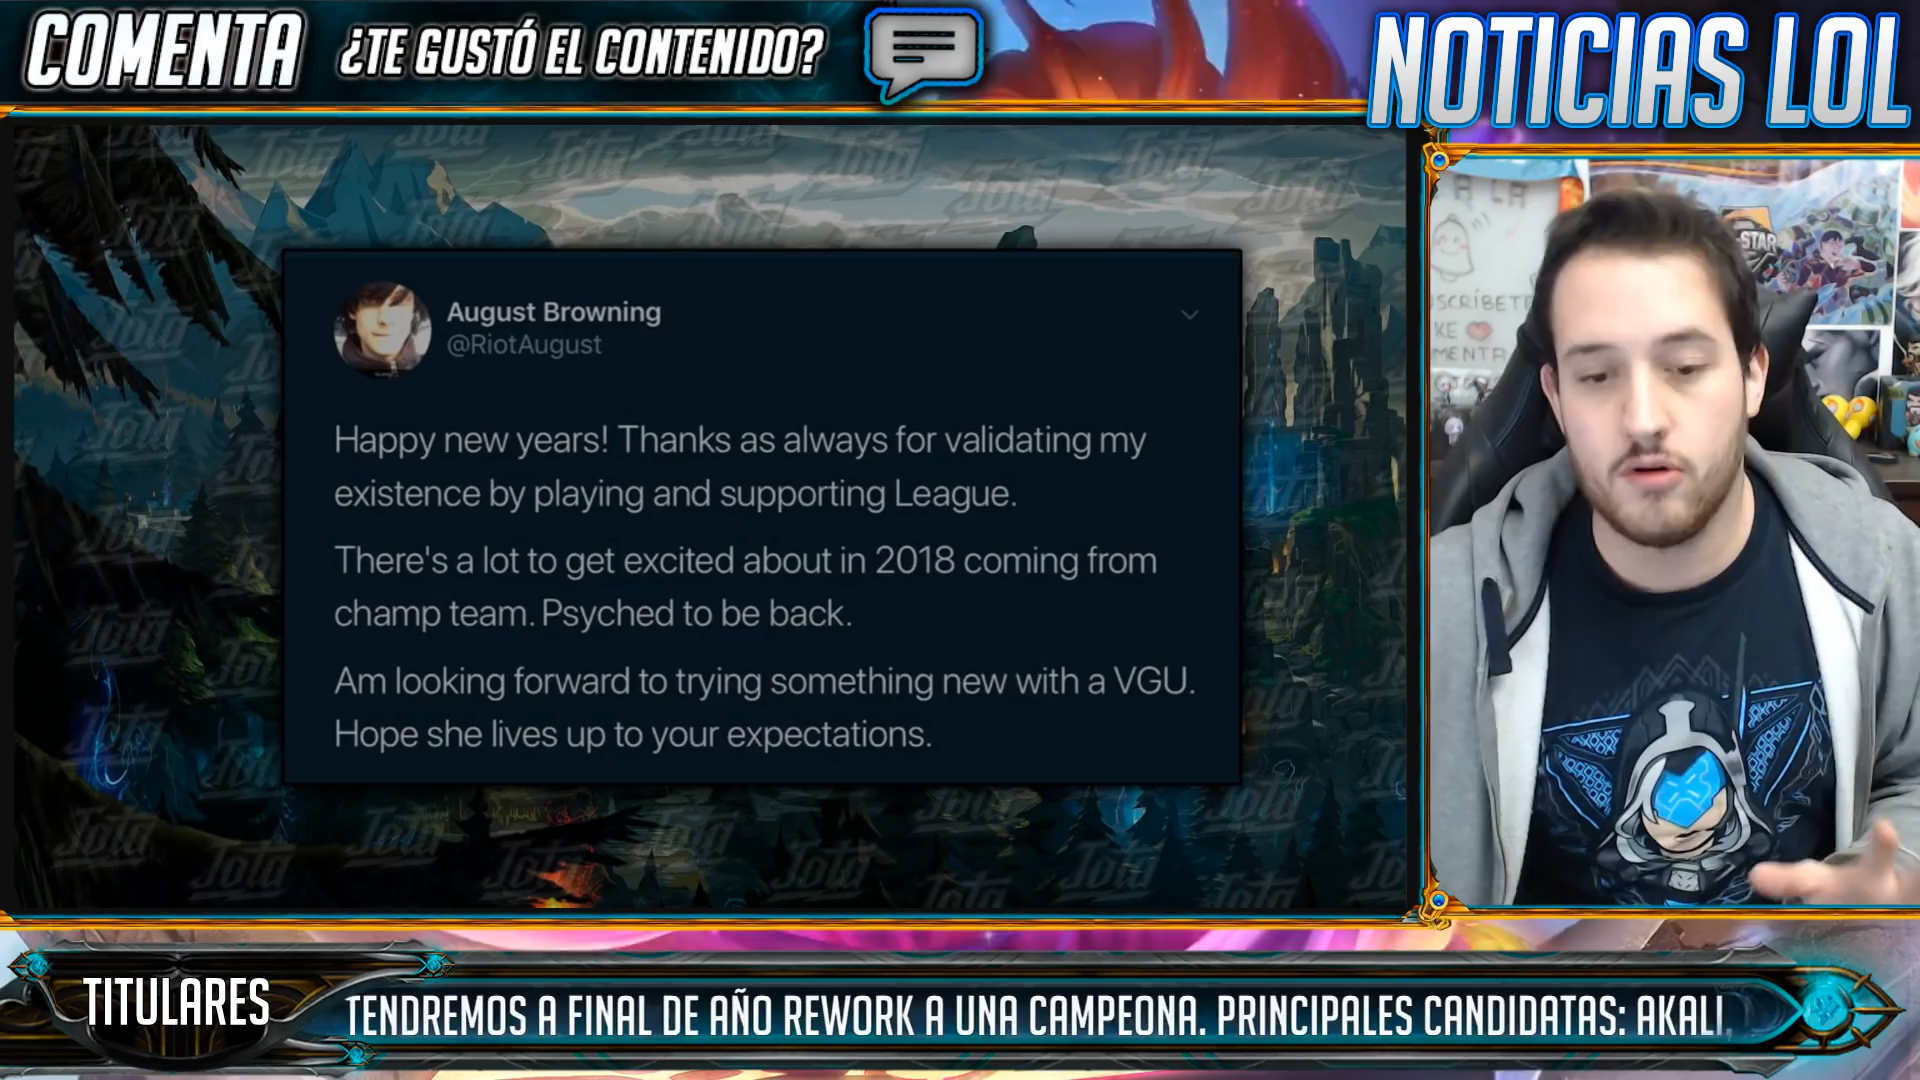 COMENTA ¿TE GUSTÓ EL CONTENIDO?
NOTICIAS LOL
August Browning
@RiotAugust
Happy new years! Thanks as always for validating my
existence by playing and supporting League.
There's a lot to get excited about in 2018 coming from
champ team. Psyched to be back.
Am looking forward to trying something new with a VGU.
Hope she lives up to your expectations.
A LA
STAR
Jota
TITULARES
TENDREMOS A FINAL DE AÑO REWORK A UNA CAMPEONA. PRINCIPALES CANDIDATAS: AKALI,